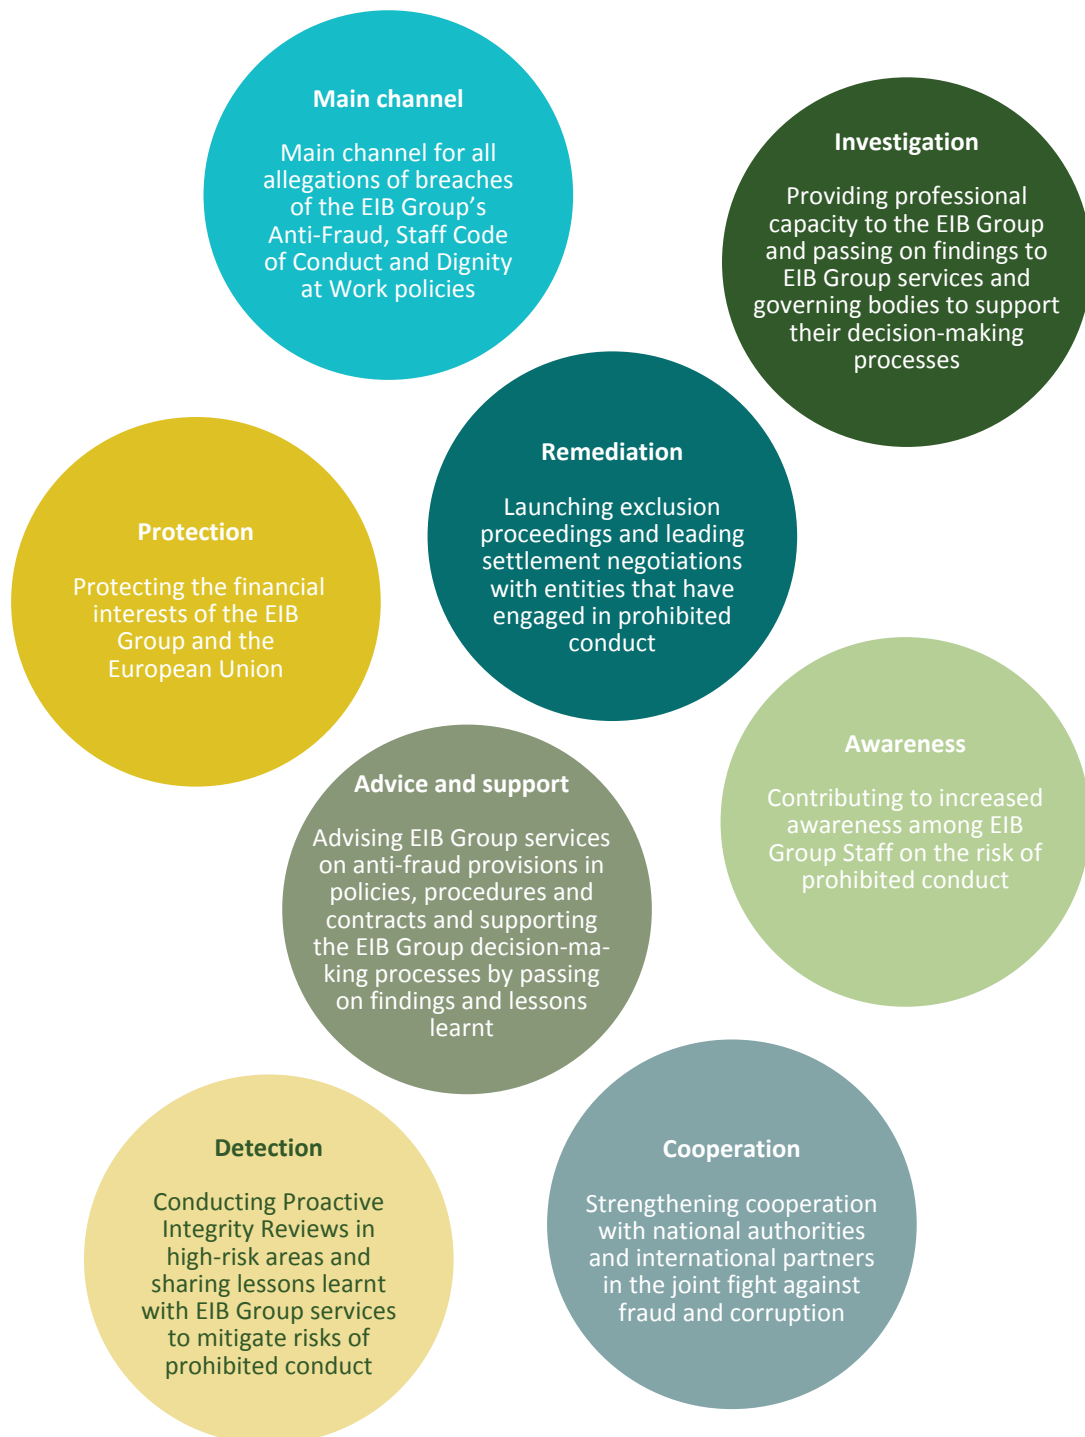 Main channel
Main channel for all
allegations of breaches
of the EIB Group’s
Anti-Fraud, Staff Code
of Conduct and Dignity
at Work policies
Investigation
Providing professional
capacity to the EIB Group
and passing on findings to
EIB Group services and
governing bodies to support
their decision-making
processes
Remediation
Launching exclusion
proceedings and leading
settlement negotiations
with entities that have
engaged in prohibited
conduct
Protection
Protecting the financial
interests of the EIB
Group and the
European Union
Awareness
Contributing to increased
awareness among EIB
Group Staff on the risk of
prohibited conduct
Advice and support
Advising EIB Group services
on anti-fraud provisions in
policies, procedures and
contracts and supporting
the EIB Group decision-ma-
king processes by passing
on findings and lessons
learnt
Detection
Conducting Proactive
Integrity Reviews in
high-risk areas and
sharing lessons learnt
with EIB Group services
to mitigate risks of
prohibited conduct
Cooperation
Strengthening cooperation
with national authorities
and international partners
in the joint fight against
fraud and corruption